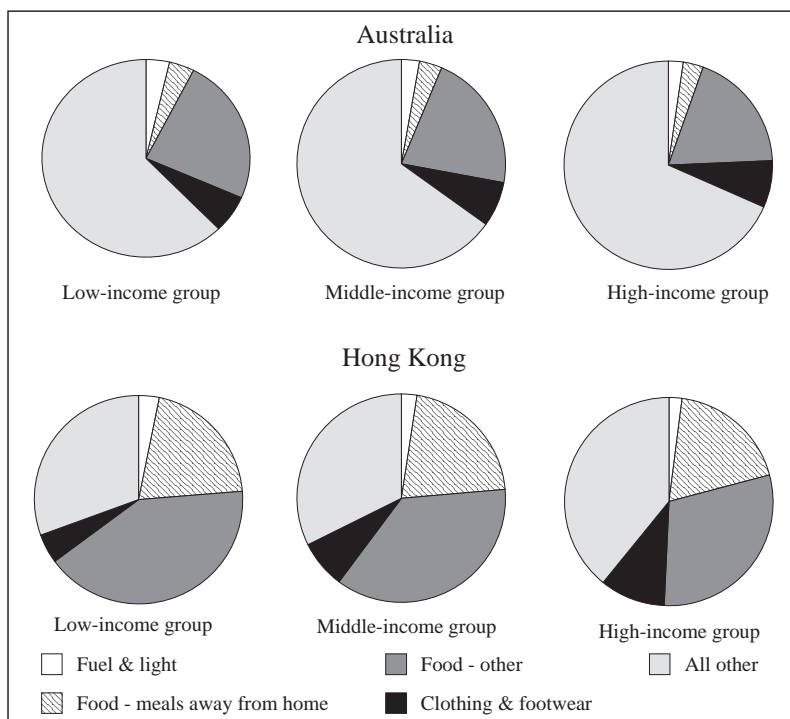 Australia
Low-income group
Middle-income group
High-income group
Hong Kong
Low-income group
Middle-income group
High-income group
Fuel & light
Food - other
All other
Food - meals away from home
Clothing & footwear